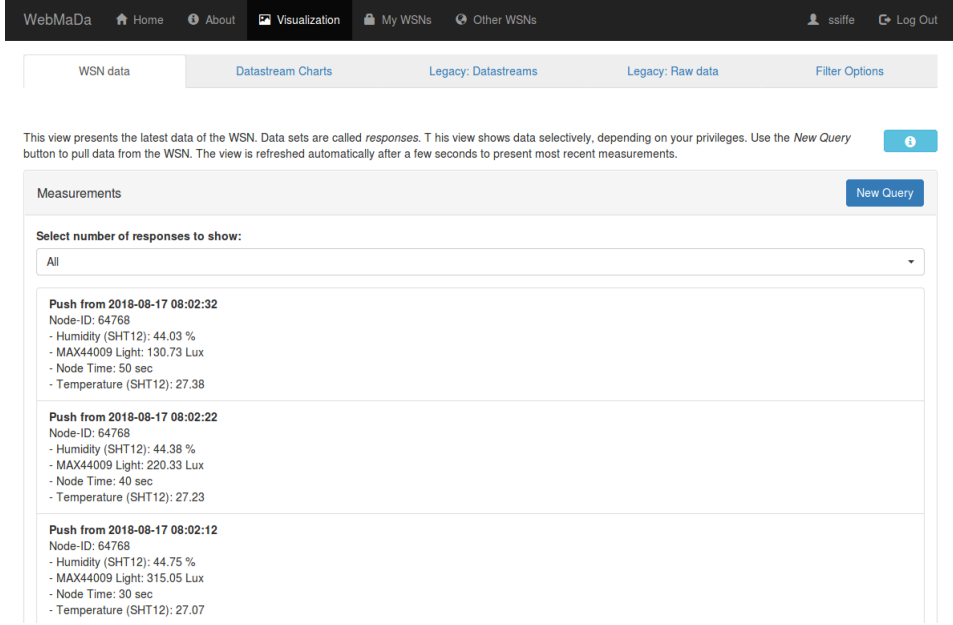 WebMaDa Home About Visualization My WSNs Other WSNs ssiffe Log Out
WSN data Datastream Charts Legacy: Datastreams Legacy: Raw data Filter Options
This view presents the latest data of the WSN. Data sets are called responses. T his view shows data selectively, depending on your privileges. Use the New Query
button to pull data from the WSN. The view is refreshed automatically after a few seconds to present most recent measurements.
Measurements New Query
Select number of responses to show:
All
Push from 2018-08-17 08:02:32
Node-ID: 64768
- Humidity (SHT12): 44.03 %
- MAX44009 Light: 130.73 Lux
- Node Time: 50 sec
- Temperature (SHT12): 27.38
Push from 2018-08-17 08:02:22
Node-ID: 64768
- Humidity (SHT12): 44.38 %
- MAX44009 Light: 220.33 Lux
- Node Time: 40 sec
- Temperature (SHT12): 27.23
Push from 2018-08-17 08:02:12
Node-ID: 64768
- Humidity (SHT12): 44.75 %
- MAX44009 Light: 315.05 Lux
- Node Time: 30 sec
- Temperature (SHT12): 27.07